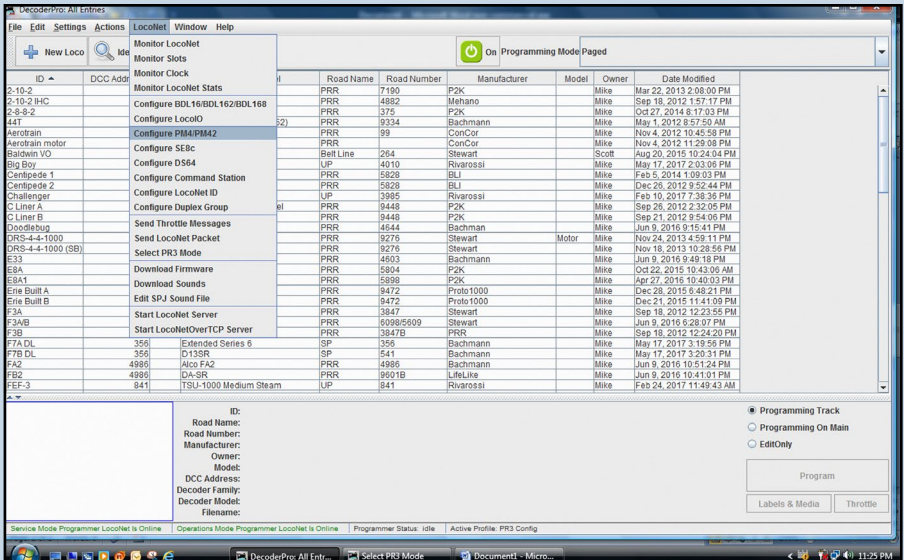 DecoderPro: All Entries
File Edit Settings Actions LocoNet Window Help
New Loco Ide On Programming Mode Paged
Monitor LocoNet
Monitor Slots
Monitor Clock
Monitor LocoNet Stats
Configure BDL16/BDL162/BDL168
Configure LocoIO
Configure PM4/PM42
Configure SE8c
Configure DS64
Configure Command Station
Configure LocoNet ID
Configure Duplex Group
Send Throttle Messages
Send LocoNet Packet
Select PR3 Mode
Download Firmware
Download Sounds
Edit SPJ Sound File
Start LocoNet Server
Start LocoNetOverTCP Server
ID DCC Addr el Road Name Road Number Manufacturer Model Owner Date Modified
2-10-2 PRR 7190 P2K Mike Mar 22, 2013 2:08:00 PM
2-10-2 IHC PRR 4882 Mehano Mike Sep 18, 2012 1:57:17 PM
2-8-8-2 PRR 375 P2K Mike Oct 27, 2014 8:17:03 PM
44T 52) PRR 9334 Bachmann Mike May 1, 2012 8:57:50 AM
Aerotrain PRR 99 ConCor Mike Nov 4, 2012 10:45:58 PM
Aerotrain motor PRR ConCor Mike Nov 4, 2012 11:29:08 PM
Baldwin VO Belt Line 264 Stewart Scott Aug 20, 2015 10:24:04 PM
Big Boy UP 4010 Rivarossi Mike May 17, 2017 2:03:06 PM
Centipede 1 PRR 5828 BLI Mike Feb 5, 2014 1:09:03 PM
Centipede 2 PRR 5828 BLI Mike Dec 26, 2012 9:52:44 PM
Challenger UP 3985 Rivarossi Mike Feb 10, 2017 7:38:36 PM
C Liner A el PRR 9448 P2K Mike Sep 26, 2012 2:32:05 PM
C Liner B PRR 9448 P2K Mike Sep 21, 2012 9:54:06 PM
Doodlebug PRR 4644 Bachman Mike Jun 9, 2016 9:15:41 PM
DRS-4-4-1000 PRR 9276 Stewart Motor Mike Nov 24, 2013 4:59:11 PM
DRS-4-4-1000 (SB) PRR 9276 Stewart Mike Nov 18, 2013 10:28:56 PM
E33 PRR 4603 Bachmann Mike Jun 9, 2016 9:49:18 PM
E8A PRR 5804 P2K Mike Oct 22, 2015 10:43:06 AM
E8A1 PRR 5898 P2K Mike Apr 27, 2016 10:40:03 PM
Erie Built A PRR 9472 Proto1000 Mike Dec 28, 2015 6:48:21 PM
Erie Built B PRR 9472 Proto1000 Mike Dec 21, 2015 11:41:09 PM
F3A PRR 3847 Stewart Mike Sep 18, 2012 12:23:55 PM
F3A/B PRR 6098/5609 Stewart Mike Jun 9, 2016 6:28:07 PM
F3B PRR 3847B PRR Mike Sep 18, 2012 12:24:20 PM
F7A DL 356 Extended Series 6 SP 356 Bachmann Mike May 17, 2017 3:19:56 PM
F7B DL 356 D13SR SP 541 Bachmann Mike May 17, 2017 3:20:31 PM
FA2 4986 Alco FA2 PRR 4986 Bachmann Mike Jun 9, 2016 10:51:24 PM
FB2 4986 DA-SR PRR 9601B LifeLike Mike Jun 9, 2016 10:41:01 PM
FEF-3 841 TSU-1000 Medium Steam UP 841 Rivarossi Mike Feb 24, 2017 11:49:43 AM
ID:
Road Name:
Road Number:
Manufacturer:
Owner:
Model:
DCC Address:
Decoder Family:
Decoder Model:
Filename:
Programming Track
Programming On Main
EditOnly
Program
Labels & Media Throttle
Service Mode Programmer LocoNet Is Online Operations Mode Programmer LocoNet Is Online Programmer Status: idle Active Profile: PR3 Config
DecoderPro: All Entr... Select PR3 Mode Document1 - Micro... 11:25 PM